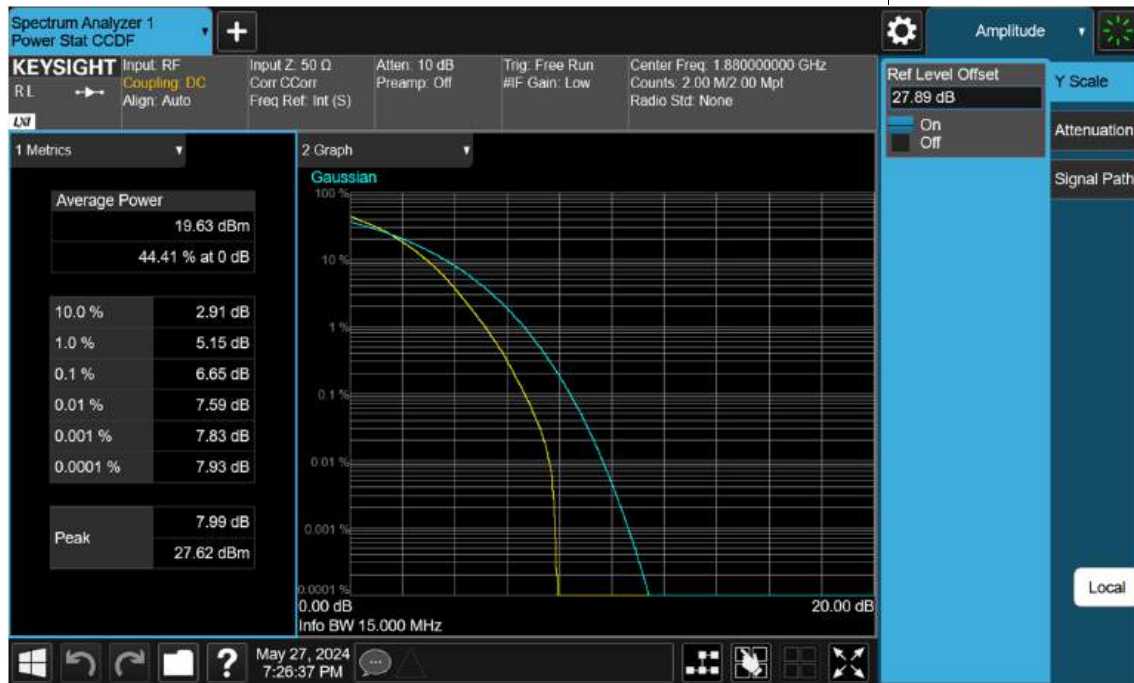 Spectrum Analyzer 1
Power Stat CCDF
+
Amplitude
KEYSIGHT
R L
LXI
Input: RF
Coupling: DC
Align: Auto
Input Z: 50 Ω
Corr CCorr
Freq Ref: Int (S)
Atten: 10 dB
Preamp: Off
Trig: Free Run
#IF Gain: Low
Center Freq: 1.880000000 GHz
Counts: 2.00 M/2.00 Mpt
Radio Std: None
Ref Level Offset
27.89 dB
On
Off
Y Scale
Attenuation
Signal Path
1 Metrics
Average Power
19.63 dBm
44.41 % at 0 dB
10.0 % 2.91 dB
1.0 % 5.15 dB
0.1 % 6.65 dB
0.01 % 7.59 dB
0.001 % 7.83 dB
0.0001 % 7.93 dB
Peak
7.99 dB
27.62 dBm
2 Graph
Gaussian
100 %
10 %
1 %
0.1 %
0.01 %
0.001 %
0.0001 %
0.00 dB 20.00 dB
Info BW 15.000 MHz
Local
?
May 27, 2024
7:26:37 PM